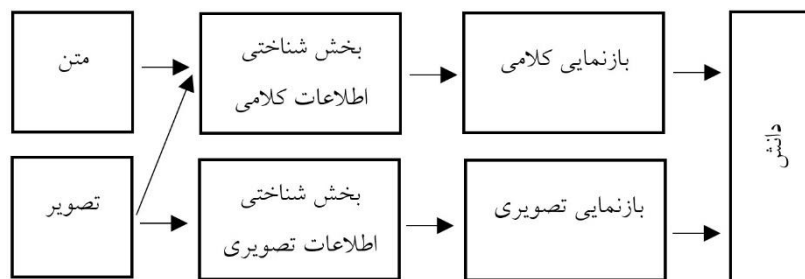 متن
بخش شناختی
اطلاعات کلامی
بازنمایی کلامی
دانش
تصویر
بخش شناختی
اطلاعات تصویری
بازنمایی تصویری